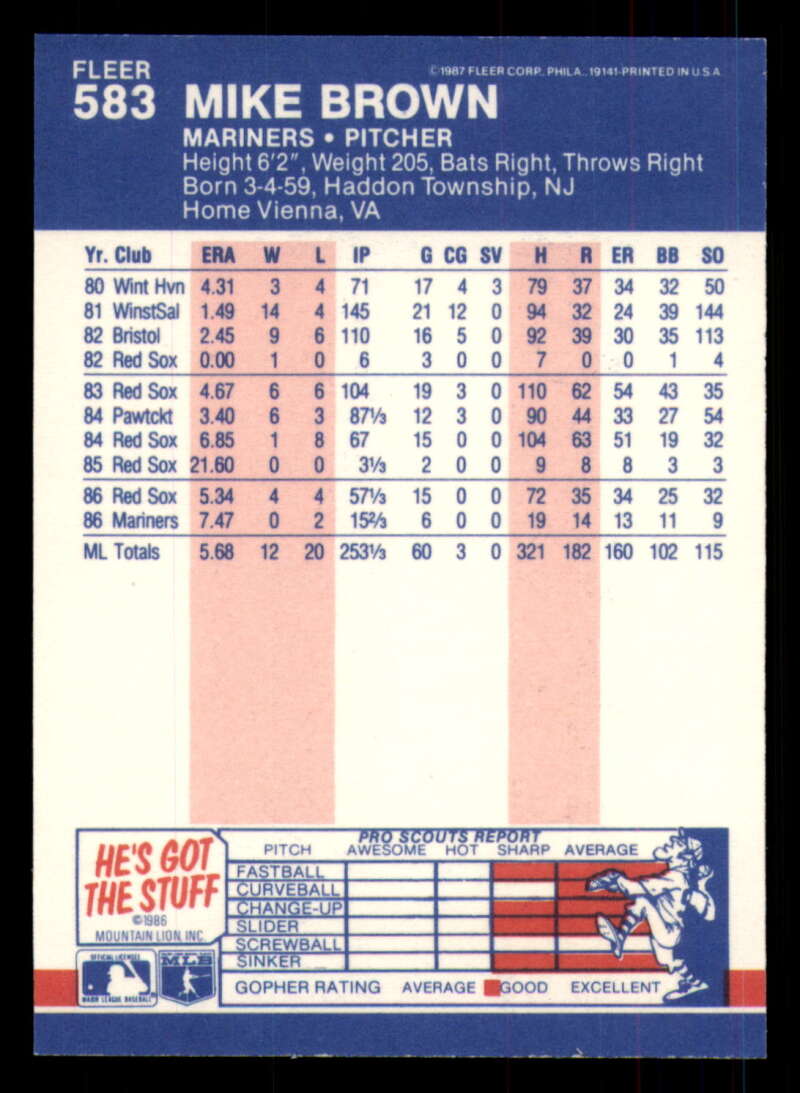 FLEER
©1987 FLEER CORP. PHILA., 19141-PRINTED IN U.S.A.
583 MIKE BROWN
MARINERS • PITCHER
Height 6'2", Weight 205, Bats Right, Throws Right
Born 3-4-59, Haddon Township, NJ
Home Vienna, VA
Yr. Club ERA W L IP G CG SV H R ER BB SO
80 Wint Hvn 4.31 3 4 71 17 4 3 79 37 34 32 50
81 WinstSal 1.49 14 4 145 21 12 0 94 32 24 39 144
82 Bristol 2.45 9 6 110 16 5 0 92 39 30 35 113
82 Red Sox 0.00 1 0 6 3 0 0 7 0 0 1 4
83 Red Sox 4.67 6 6 104 19 3 0 110 62 54 43 35
84 Pawtckt 3.40 6 3 87⅓ 12 3 0 90 44 33 27 54
84 Red Sox 6.85 1 8 67 15 0 0 104 63 51 19 32
85 Red Sox 21.60 0 0 3⅓ 2 0 0 9 8 8 3 3
86 Red Sox 5.34 4 4 57⅓ 15 0 0 72 35 34 25 32
86 Mariners 7.47 0 2 15⅔ 6 0 0 19 14 13 11 9
ML Totals 5.68 12 20 253⅓ 60 3 0 321 182 160 102 115
HE'S GOT
THE STUFF
©1986
MOUNTAIN LION, INC.
PRO SCOUTS REPORT
PITCH AWESOME HOT SHARP AVERAGE
FASTBALL
CURVEBALL
CHANGE-UP
SLIDER
SCREWBALL
SINKER
OFFICIAL LICENSEE
MAJOR LEAGUE BASEBALL
MLB
GOPHER RATING AVERAGE GOOD EXCELLENT